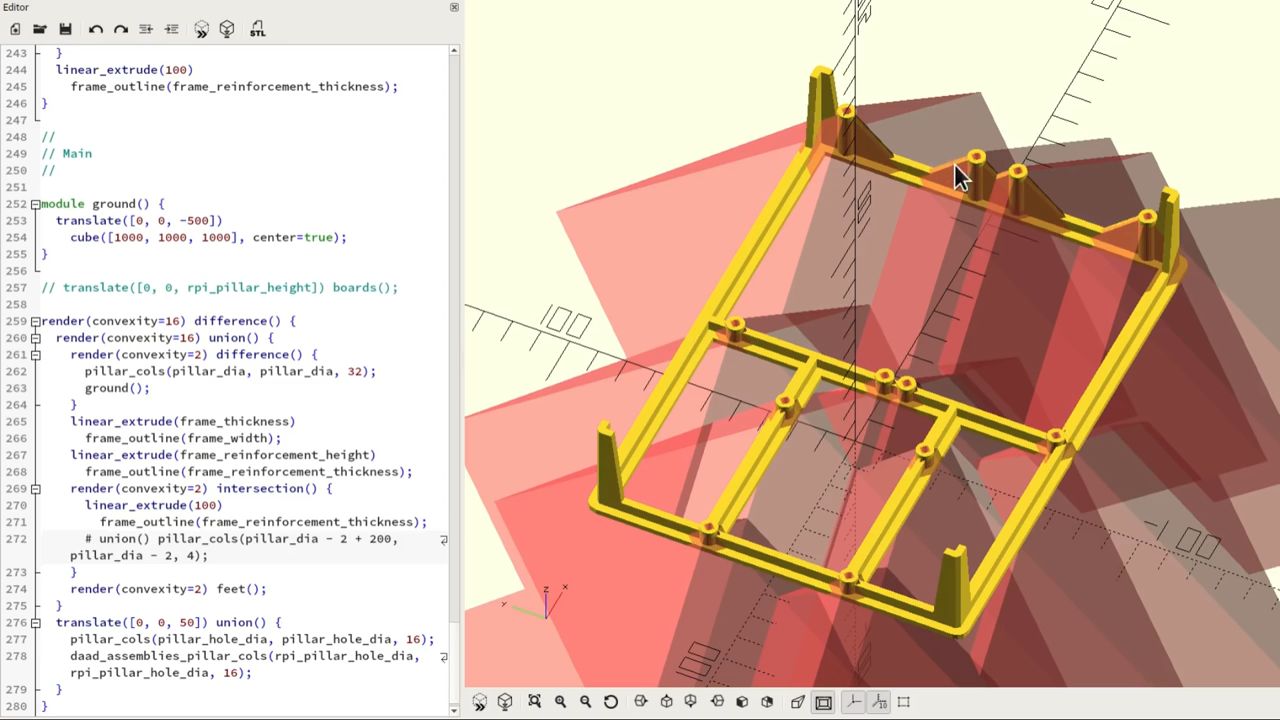 Editor
STL
243 }
244 linear_extrude(100)
245 frame_outline(frame_reinforcement_thickness);
246 }
247
248 //
249 // Main
250 //
251
252 module ground() {
253 translate([0, 0, -500])
254 cube([1000, 1000, 1000], center=true);
255 }
256
257 // translate([0, 0, rpi_pillar_height]) boards();
258
259 render(convexity=16) difference() {
260 render(convexity=16) union() {
261 render(convexity=2) difference() {
262 pillar_cols(pillar_dia, pillar_dia, 32);
263 ground();
264 }
265 linear_extrude(frame_thickness)
266 frame_outline(frame_width);
267 linear_extrude(frame_reinforcement_height)
268 frame_outline(frame_reinforcement_thickness);
269 render(convexity=2) intersection() {
270 linear_extrude(100)
271 frame_outline(frame_reinforcement_thickness);
272 # union() pillar_cols(pillar_dia - 2 + 200,
pillar_dia - 2, 4);
273 }
274 render(convexity=2) feet();
275 }
276 translate([0, 0, 50]) union() {
277 pillar_cols(pillar_hole_dia, pillar_hole_dia, 16);
278 daad_assemblies_pillar_cols(rpi_pillar_hole_dia,
rpi_pillar_hole_dia, 16);
279 }
280 }
100
100
100
z
x
Y
10